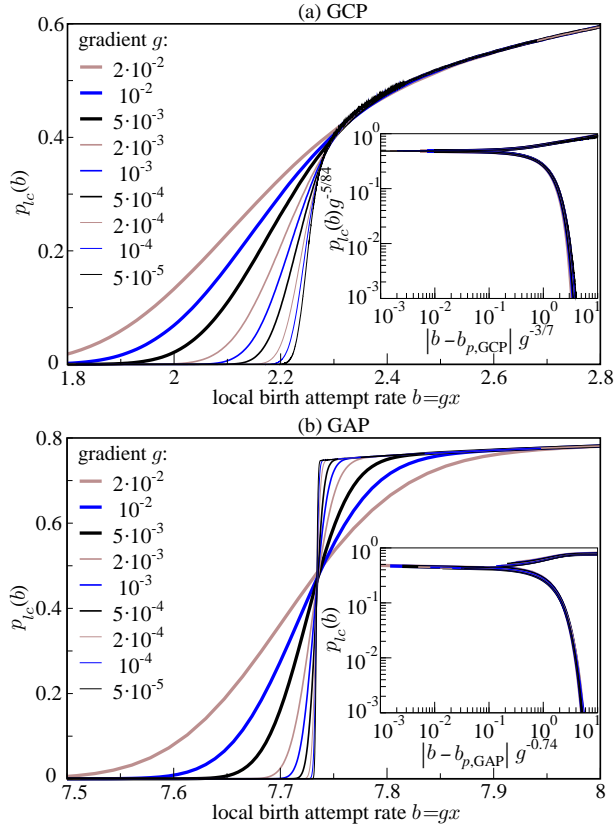 (a) GCP
gradient g:
2·10⁻²
10⁻²
5·10⁻³
2·10⁻³
10⁻³
5·10⁻⁴
2·10⁻⁴
10⁻⁴
5·10⁻⁵
p_lc(b)
0.6
0.4
0.2
0
1.8 2 2.2 2.4 2.6 2.8
local birth attempt rate b=gx
p_lc(b) g^-5/84
10⁰
10⁻¹
10⁻²
10⁻³
10⁻³ 10⁻² 10⁻¹ 10⁰ 10¹
|b−b_p,GCP| g^-3/7
(b) GAP
gradient g:
2·10⁻²
10⁻²
5·10⁻³
2·10⁻³
10⁻³
5·10⁻⁴
2·10⁻⁴
10⁻⁴
5·10⁻⁵
p_lc(b)
0.8
0.6
0.4
0.2
0
7.5 7.6 7.7 7.8 7.9 8
local birth attempt rate b=gx
p_lc(b)
10⁰
10⁻¹
10⁻²
10⁻³
10⁻³ 10⁻² 10⁻¹ 10⁰ 10¹
|b−b_p,GAP| g^-0.74